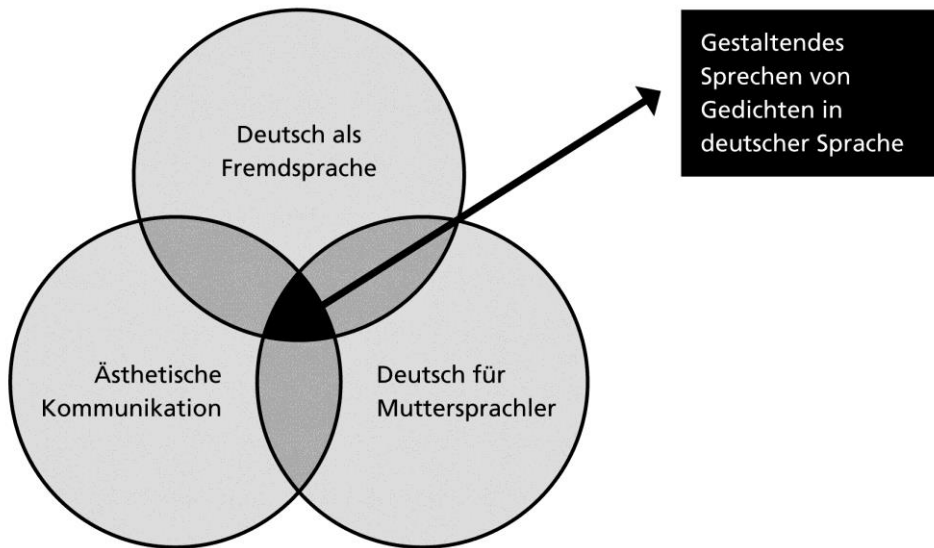 Gestaltendes
Sprechen von
Gedichten in
deutscher Sprache
Deutsch als
Fremdsprache
Ästhetische
Kommunikation
Deutsch für
Muttersprachler